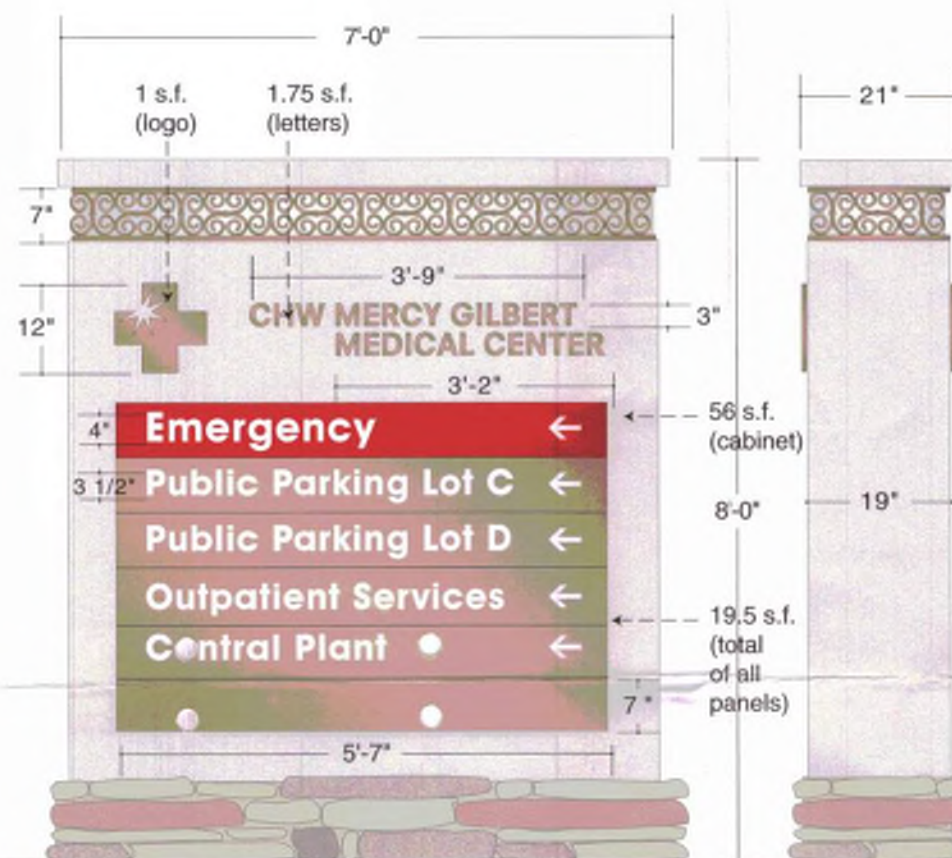 7'-0"
21"
1 s.f.
(logo)
1.75 s.f.
(letters)
7"
3'-9"
12"
CHW MERCY GILBERT
MEDICAL CENTER
3"
3'-2"
56 s.f.
(cabinet)
4"
Emergency ←
3 1/2"
Public Parking Lot C ←
8'-0"
19"
Public Parking Lot D ←
Outpatient Services ←
19.5 s.f.
(total
of all
panels)
Central Plant ←
7"
5'-7"